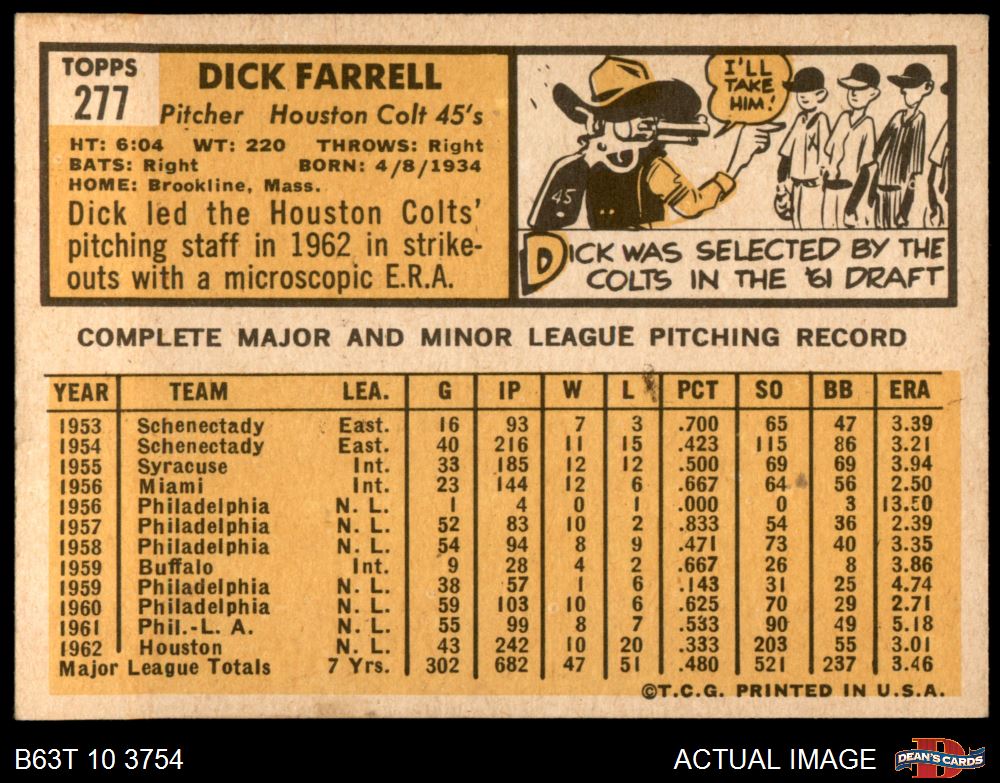 TOPPS
277
DICK FARRELL
Pitcher Houston Colt 45's
HT: 6:04 WT: 220 THROWS: Right
BATS: Right BORN: 4/8/1934
HOME: Brookline, Mass.
Dick led the Houston Colts'
pitching staff in 1962 in strike-
outs with a microscopic E.R.A.
I'LL
TAKE
HIM!
45
DICK WAS SELECTED BY THE
COLTS IN THE '61 DRAFT
COMPLETE MAJOR AND MINOR LEAGUE PITCHING RECORD
YEAR TEAM LEA. G IP W L PCT SO BB ERA
1953 Schenectady East. 16 93 7 3 .700 65 47 3.39
1954 Schenectady East. 40 216 11 15 .423 115 86 3.21
1955 Syracuse Int. 33 185 12 12 .500 69 69 3.94
1956 Miami Int. 23 144 12 6 .667 64 56 2.50
1956 Philadelphia N. L. 1 4 0 1 .000 0 3 13.50
1957 Philadelphia N. L. 52 83 10 2 .833 54 36 2.39
1958 Philadelphia N. L. 54 94 8 9 .471 73 40 3.35
1959 Buffalo Int. 9 28 4 2 .667 26 8 3.86
1959 Philadelphia N. L. 38 57 1 6 .143 31 25 4.74
1960 Philadelphia N. L. 59 103 10 6 .625 70 29 2.71
1961 Phil.-L. A. N. L. 55 99 8 7 .533 90 49 5.18
1962 Houston N. L. 43 242 10 20 .333 203 55 3.01
Major League Totals 7 Yrs. 302 682 47 51 .480 521 237 3.46
©T.C.G. PRINTED IN U.S.A.
B63T 10 3754
ACTUAL IMAGE
D
DEAN'S CARDS